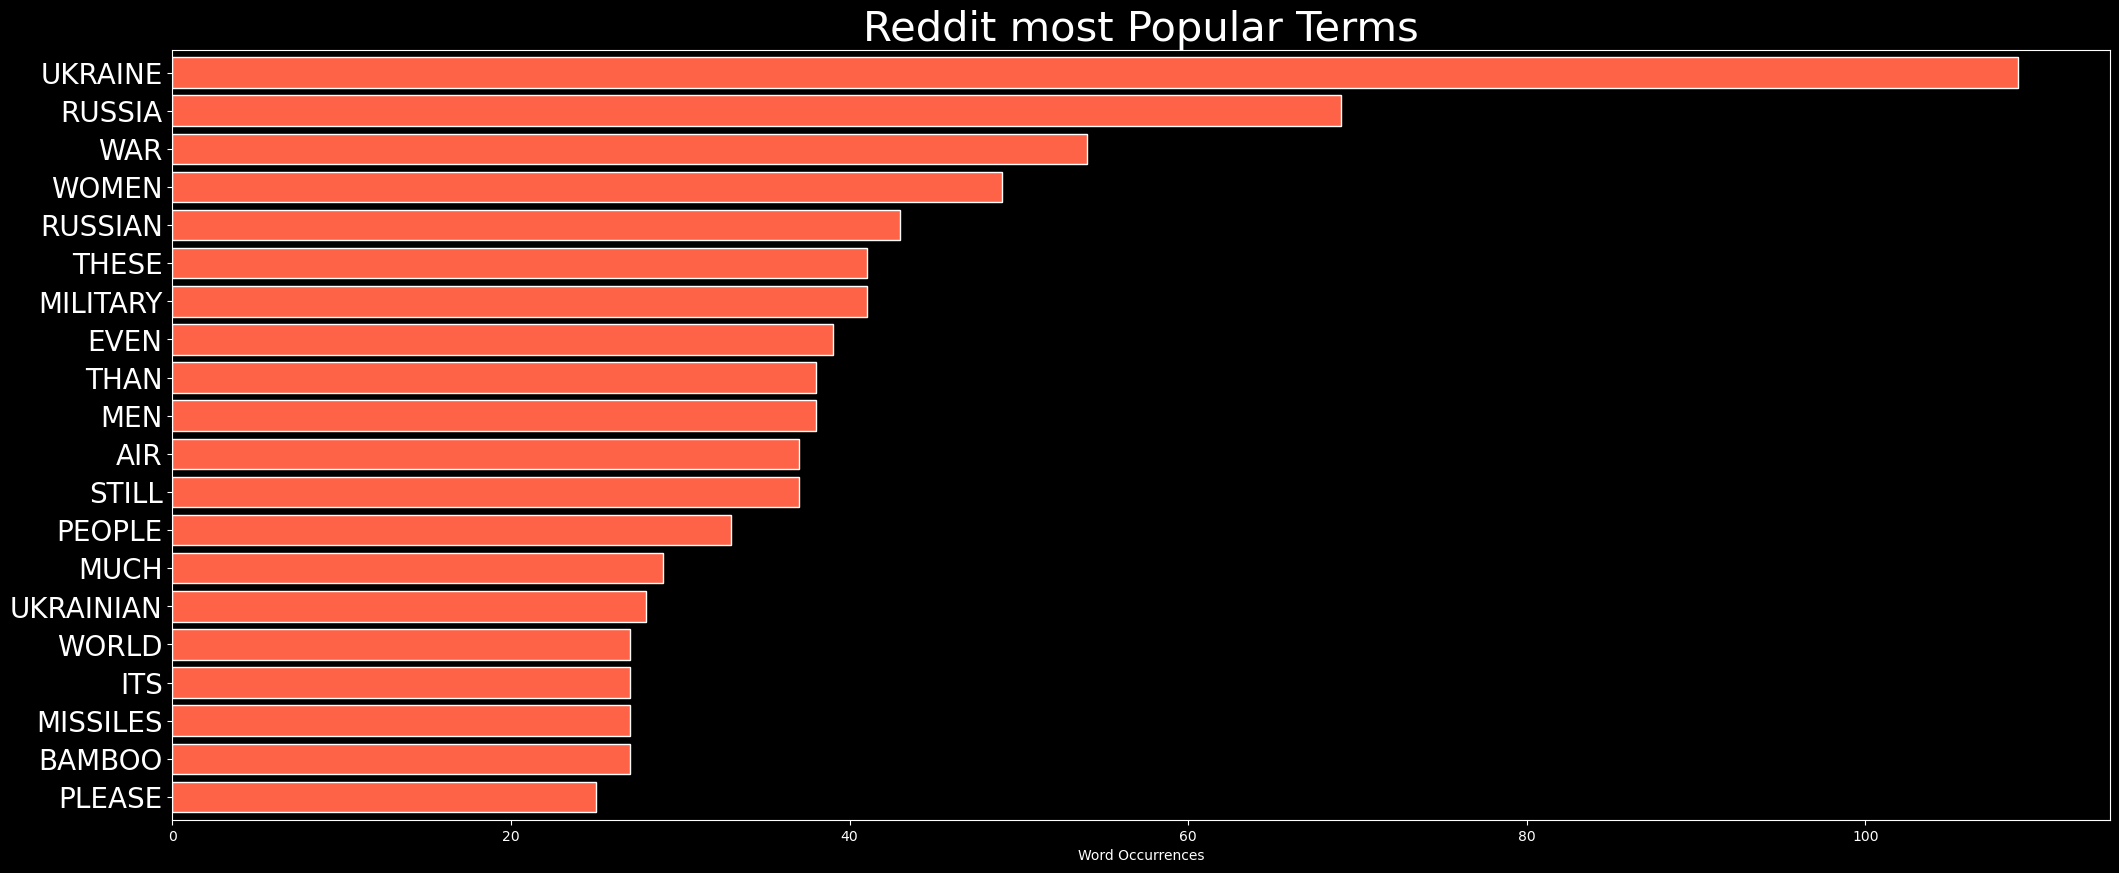 Reddit most Popular Terms
UKRAINE
RUSSIA
WAR
WOMEN
RUSSIAN
THESE
MILITARY
EVEN
THAN
MEN
AIR
STILL
PEOPLE
MUCH
UKRAINIAN
WORLD
ITS
MISSILES
BAMBOO
PLEASE
0 20 40 60 80 100
Word Occurrences